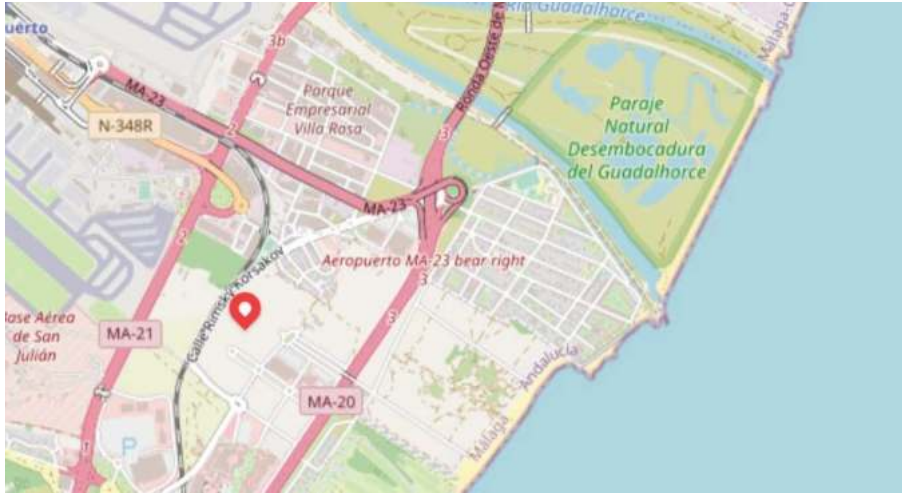 Río Guadalhorce
uerto
3b
Ronda Oeste de M
Málaga-C
MA-23
Parque
Empresarial
Villa Rosa
Paraje
Natural
Desembocadura
del Guadalhorce
N-348R
2
3
MA-23
2
Aeropuerto MA-23 bear right
3
Calle Rimsky Korsakov
3
Base Aérea
de San
Julián
MA-21
Andalucía
MA-20
Málaga
P
1